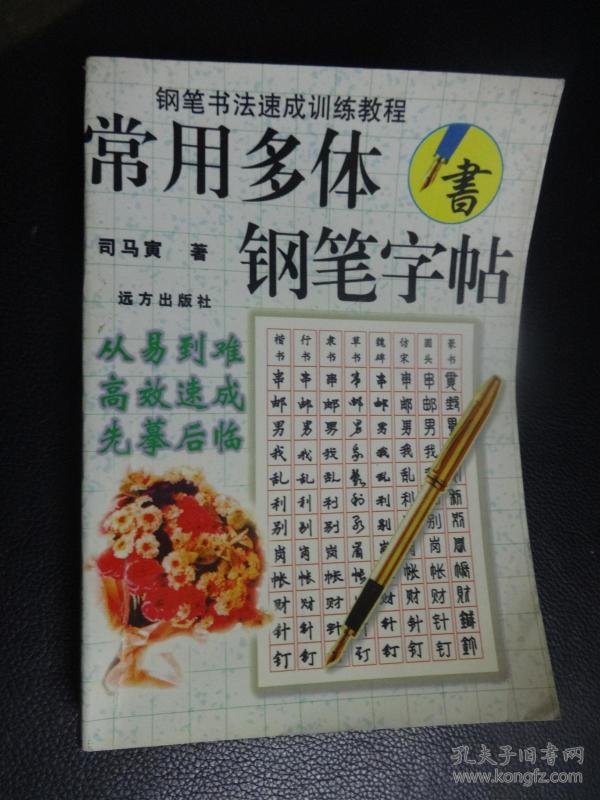 钢笔书法速成训练教程
常用多体
書
钢笔字帖
司马寅 著
远方出版社
从易到难
高效速成
先摹后临
楷书 行书 隶书 草书 魏碑 仿宋 圆头 篆书
串 串 串 串 串 串 串
邮 邮 邮 邮 邮 邮 邮
男 男 男 男 男 男 男
我 我 我 我 我 我 我
乱 乱 乱 乱 乱 乱
利 利 利 利 利 利
别 别 别 别 别 别 别
岗 岗 岗 岗 岗 岗
帐 帐 帐 帐 帐 帐 帐
财 财 财 财 财 财 財
针 针 针 针 针 针 鍼
钉 钉 钉 钉 钉 钉 钉 釘
孔夫子旧书网
www.kongfz.com